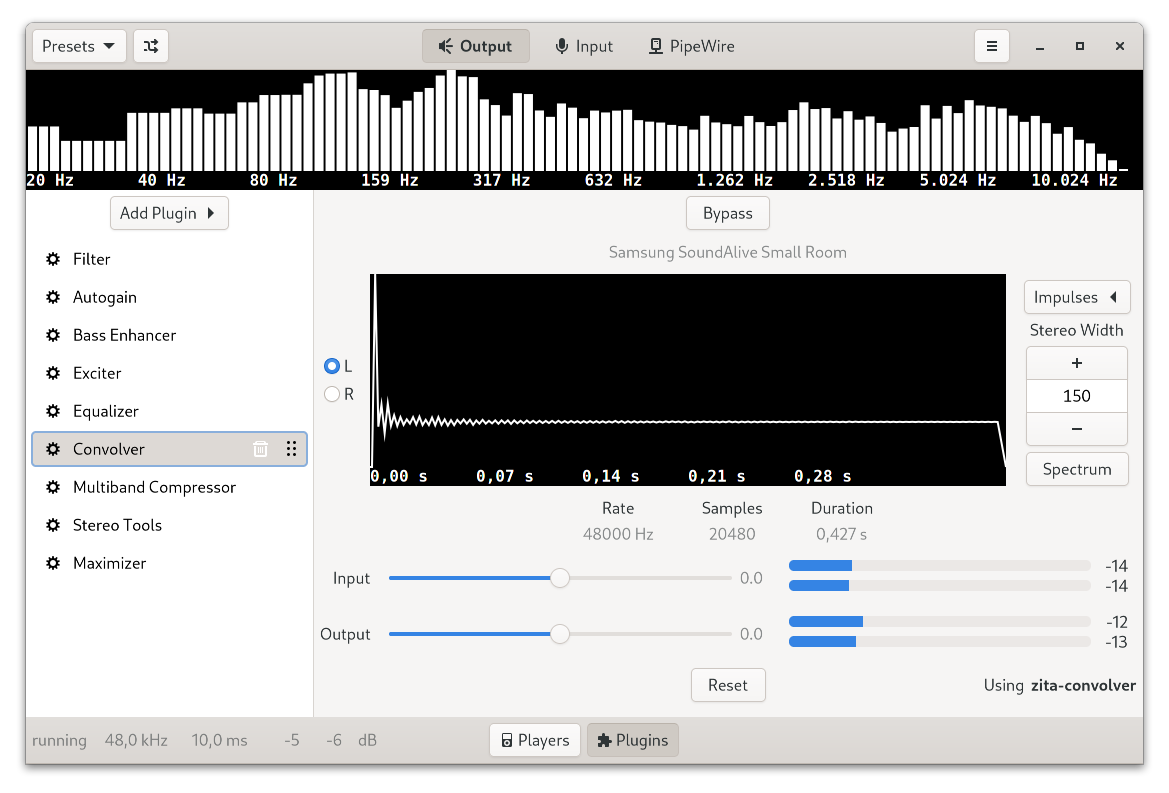 Presets
Output Input PipeWire
20 Hz 40 Hz 80 Hz 159 Hz 317 Hz 632 Hz 1.262 Hz 2.518 Hz 5.024 Hz 10.024 Hz
Add Plugin
Filter
Autogain
Bass Enhancer
Exciter
Equalizer
Convolver
Multiband Compressor
Stereo Tools
Maximizer
Bypass
Samsung SoundAlive Small Room
L
R
0,00 s 0,07 s 0,14 s 0,21 s 0,28 s
Impulses
Stereo Width
+
150
−
Spectrum
Rate Samples Duration
48000 Hz 20480 0,427 s
Input 0.0 -14
-14
Output 0.0 -12
-13
Reset
Using zita-convolver
running 48,0 kHz 10,0 ms -5 -6 dB
Players Plugins